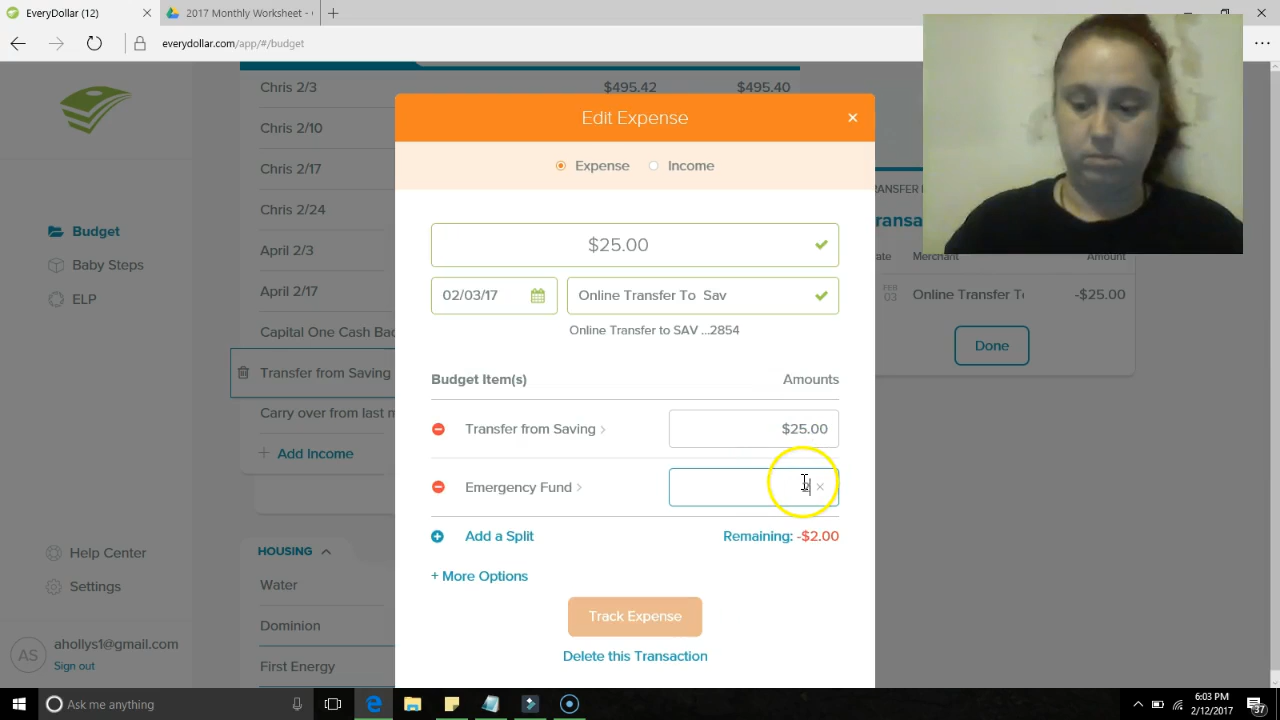 EveryDollar (12
2017 Monsoor B
everydollar.com/app/#/budget
Chris 2/3 $495.42 $495.40
Chris 2/10
Chris 2/17
Chris 2/24
April 2/3
April 2/17
Capital One Cash Bac
Transfer from Saving
Carry over from last m
Add Income
Budget
Baby Steps
ELP
Help Center
Settings
AS
ahollys1@gmail.com
Sign out
HOUSING
Water
Dominion
First Energy
Edit Expense
×
Expense Income
$25.00
02/03/17 Online Transfer To Sav
Online Transfer to SAV ...2854
Budget Item(s) Amounts
Transfer from Saving > $25.00
Emergency Fund > 2 ×
Add a Split Remaining: -$2.00
+ More Options
Track Expense
Delete this Transaction
RANSFER
ransa
ate Merchant Amount
FEB
03 Online Transfer T -$25.00
Done
Ask me anything
6:03 PM
2/12/2017
37